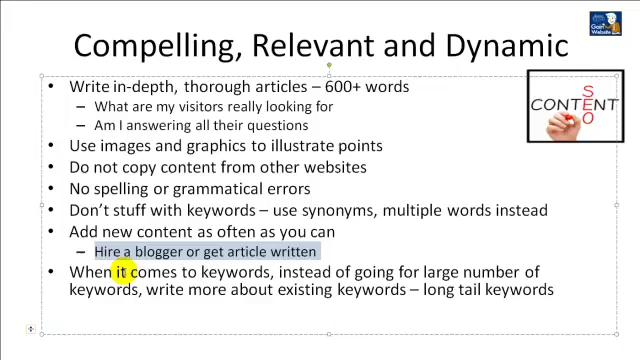 Compelling, Relevant and Dynamic
• Write in-depth, thorough articles – 600+ words
– What are my visitors really looking for
– Am I answering all their questions
• Use images and graphics to illustrate points
• Do not copy content from other websites
• No spelling or grammatical errors
• Don't stuff with keywords – use synonyms, multiple words instead
• Add new content as often as you can
– Hire a blogger or get article written
• When it comes to keywords, instead of going for large number of
keywords, write more about existing keywords – long tail keywords
CONTENT
SEO
Website